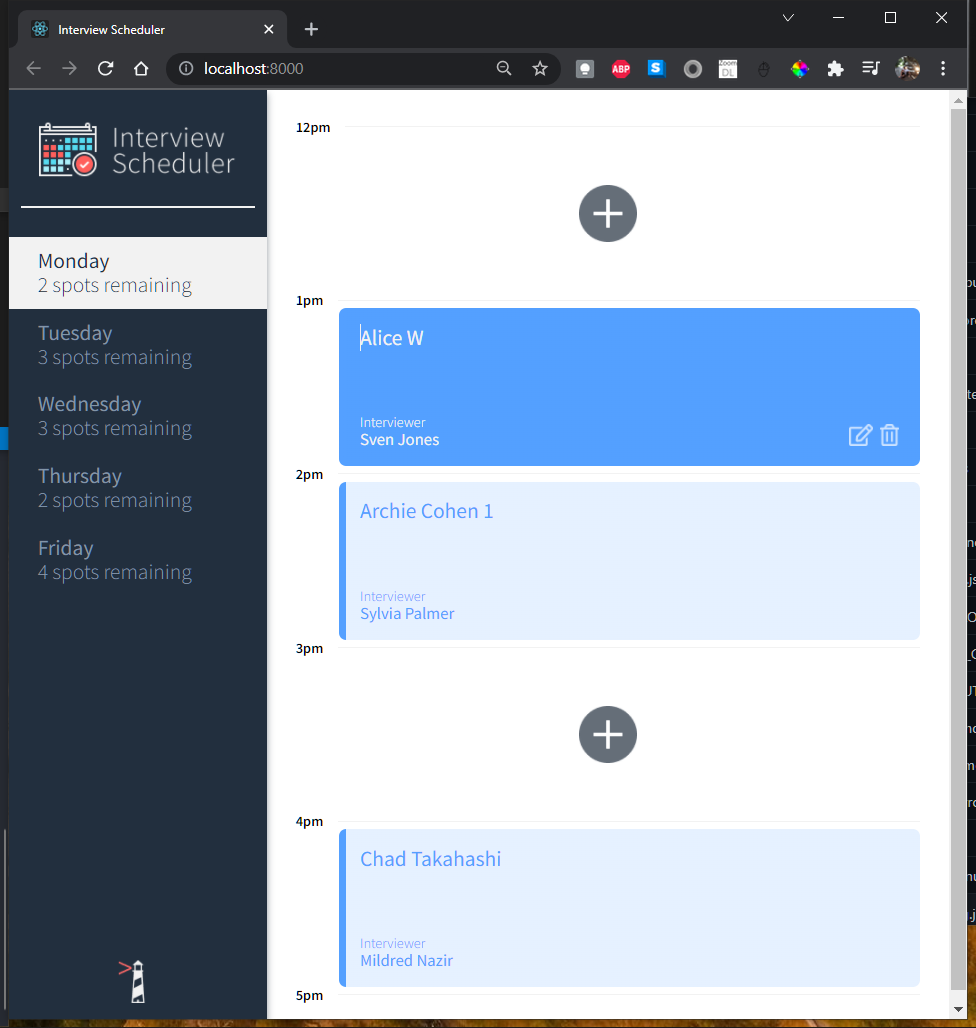 Interview Scheduler
localhost:8000
ABP
S
Zoom
DL
Interview
Scheduler
Monday
2 spots remaining
Tuesday
3 spots remaining
Wednesday
3 spots remaining
Thursday
2 spots remaining
Friday
4 spots remaining
12pm
1pm
Alice W
Interviewer
Sven Jones
2pm
Archie Cohen 1
Interviewer
Sylvia Palmer
3pm
4pm
Chad Takahashi
Interviewer
Mildred Nazir
5pm